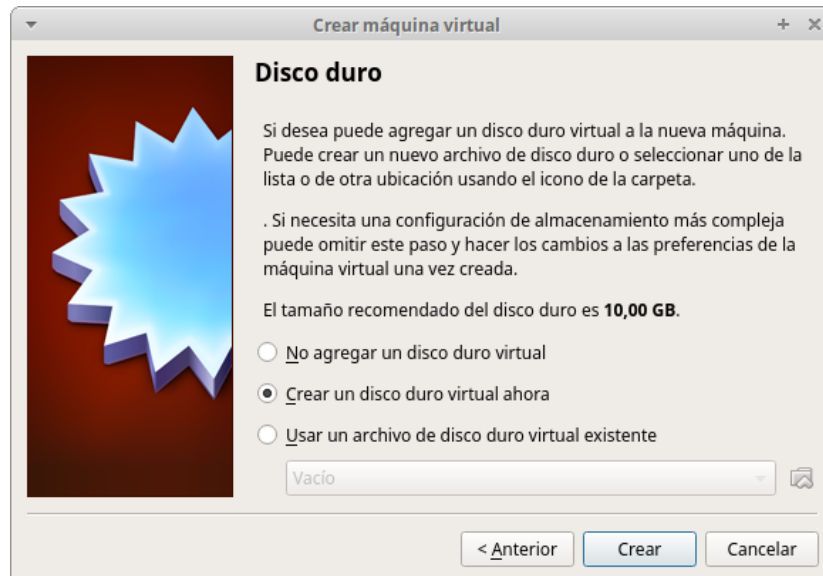 Crear máquina virtual
Disco duro
Si desea puede agregar un disco duro virtual a la nueva máquina.
Puede crear un nuevo archivo de disco duro o seleccionar uno de la
lista o de otra ubicación usando el icono de la carpeta.
. Si necesita una configuración de almacenamiento más compleja
puede omitir este paso y hacer los cambios a las preferencias de la
máquina virtual una vez creada.
El tamaño recomendado del disco duro es 10,00 GB.
No agregar un disco duro virtual
Crear un disco duro virtual ahora
Usar un archivo de disco duro virtual existente
Vacío
< Anterior
Crear
Cancelar